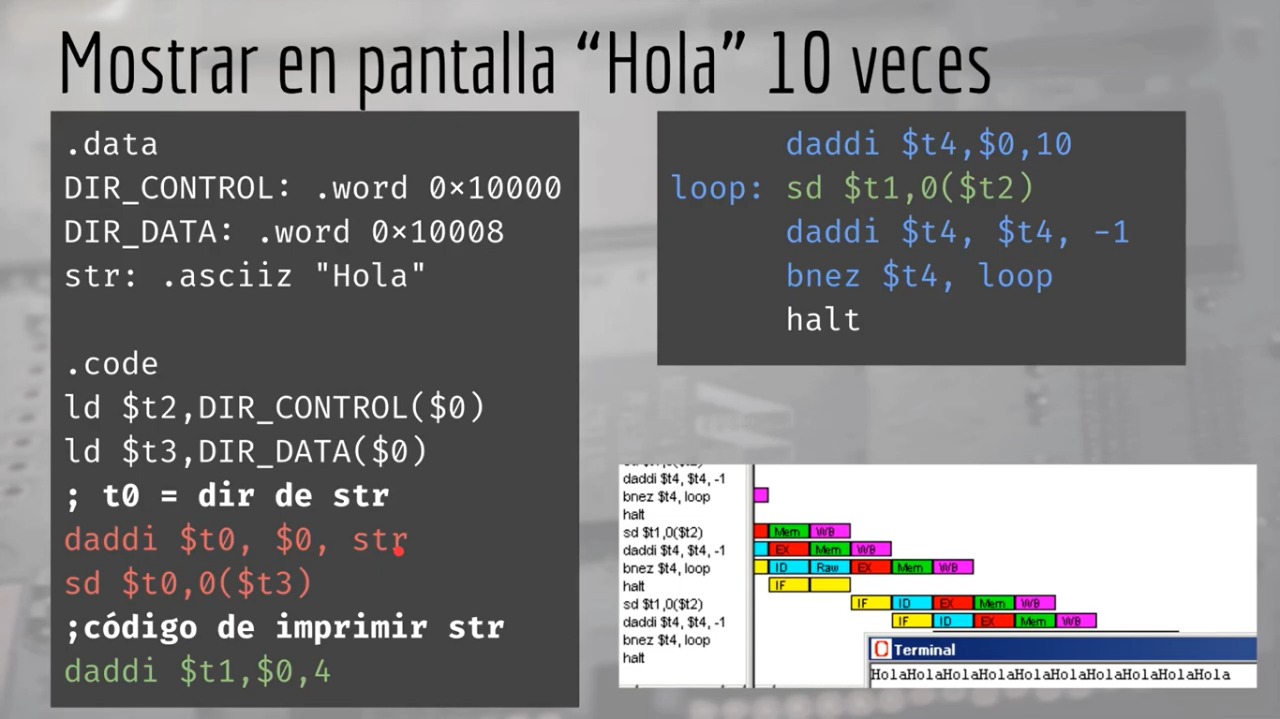 Mostrar en pantalla “Hola” 10 veces
.data
DIR_CONTROL: .word 0×10000
DIR_DATA: .word 0×10008
str: .asciiz "Hola"
.code
ld $t2,DIR_CONTROL($0)
ld $t3,DIR_DATA($0)
; t0 = dir de str
daddi $t0, $0, str
sd $t0,0($t3)
;código de imprimir str
daddi $t1,$0,4
daddi $t4,$0,10
loop: sd $t1,0($t2)
daddi $t4, $t4, -1
bnez $t4, loop
halt
daddi $t4, $t4, -1
bnez $t4, loop
halt
sd $t1,0($t2) Mem WB
daddi $t4, $t4, -1 EX Mem WB
bnez $t4, loop ID Raw EX Mem WB
halt IF
sd $t1,0($t2) IF ID EX Mem WB
daddi $t4, $t4, -1 IF ID EX Mem WB
bnez $t4, loop
halt
Terminal
HolaHolaHolaHolaHolaHolaHolaHolaHolaHola